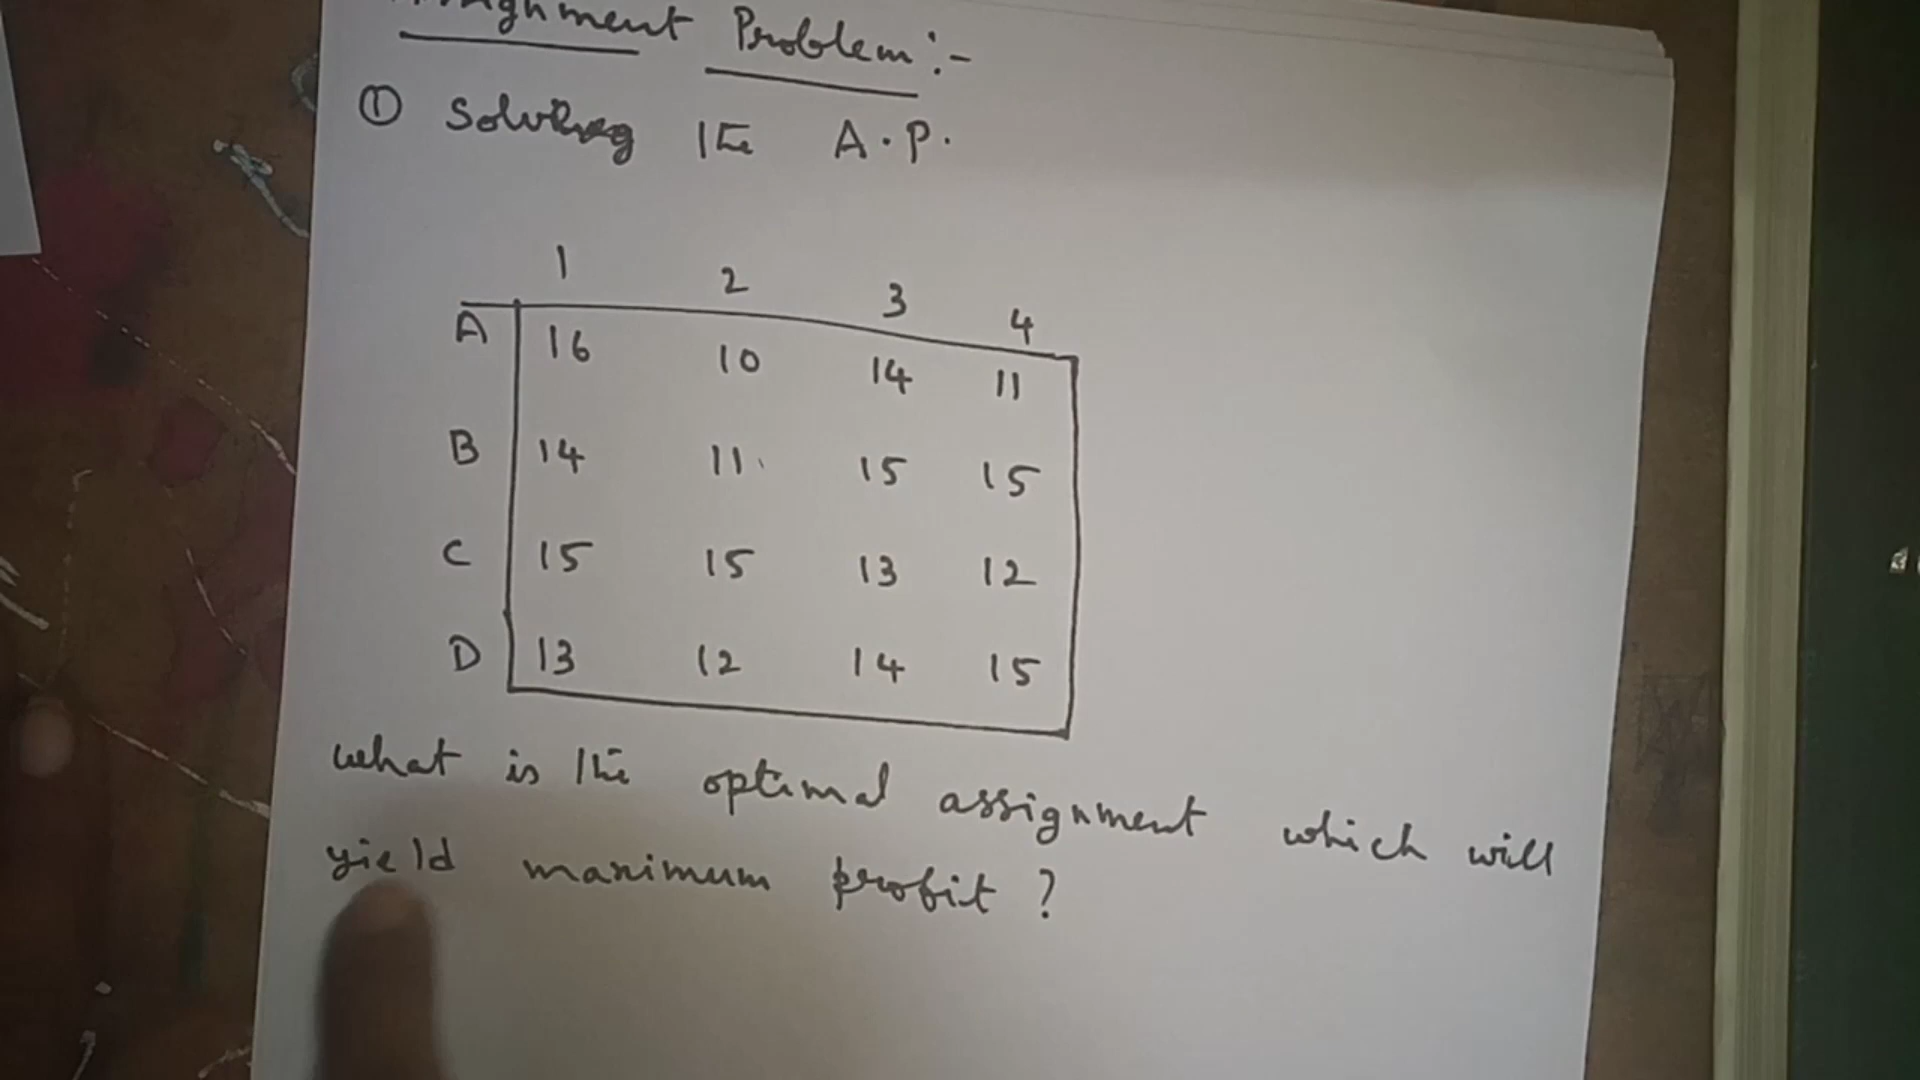 Problem :-
① Solving the A.P.
1 2 3 4
A 16 10 14 11
B 14 11 15 15
C 15 15 13 12
D 13 12 14 15
what is the optimal assignment which will
yield maximum profit ?